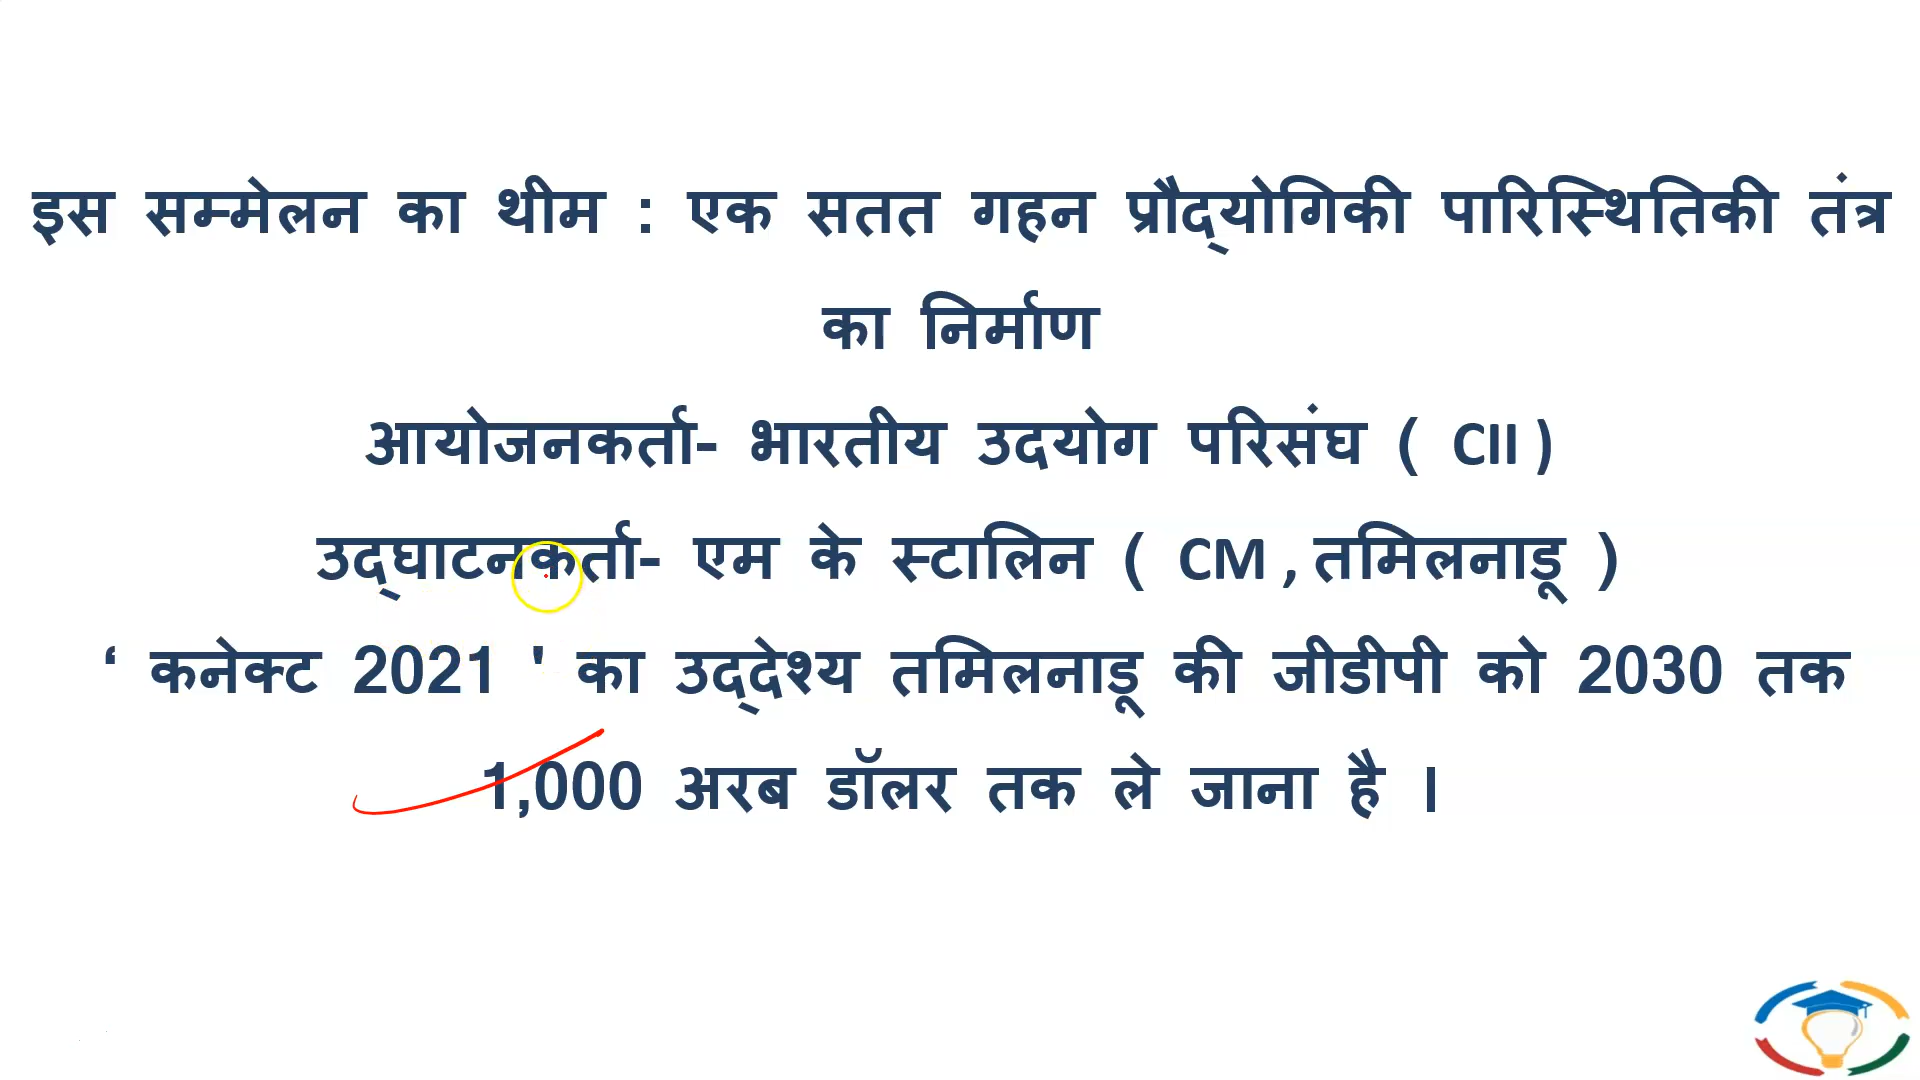 इस सम्मेलन का थीम : एक सतत गहन प्रौद्योगिकी पारिस्थितिकी तंत्र
का निर्माण
आयोजनकर्ता- भारतीय उदयोग परिसंघ ( CII )
उद्घाटनकर्ता- एम के स्टालिन ( CM , तमिलनाडू )
‘ कनेक्ट 2021 ' का उद्देश्य तमिलनाडू की जीडीपी को 2030 तक
1,000 अरब डॉलर तक ले जाना है ।